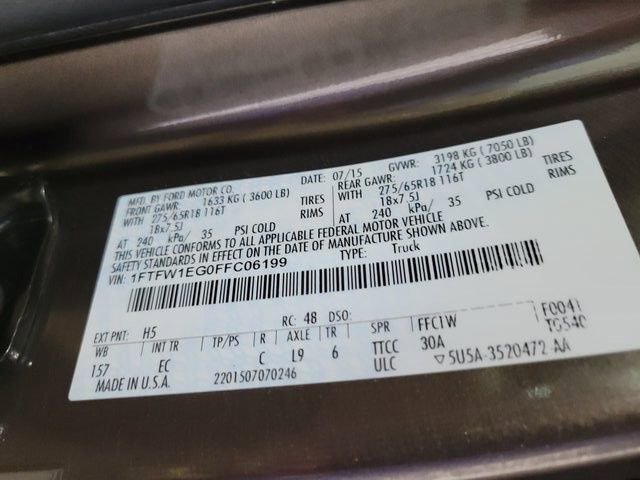 MFD. BY FORD MOTOR CO.
DATE: 07/15 GVWR: 3198 KG ( 7050 LB)
FRONT GAWR: 1633 KG ( 3600 LB) REAR GAWR: 1724 KG ( 3800 LB)
WITH 275/65R18 116T TIRES WITH 275/65R18 116T TIRES
18x7.5J RIMS 18x7.5J RIMS
AT 240 kPa/ 35 PSI COLD AT 240 kPa/ 35 PSI COLD
THIS VEHICLE CONFORMS TO ALL APPLICABLE FEDERAL MOTOR VEHICLE
SAFETY STANDARDS IN EFFECT ON THE DATE OF MANUFACTURE SHOWN ABOVE.
VIN: 1FTFW1EG0FFC06199 TYPE: Truck
EXT PNT: H5 RC: 48 DSO: F0041
WB INT TR TP/PS R AXLE TR SPR FFC1W T0540
157 EC C L9 6 TTCC 30A
MADE IN U.S.A. 2201507070246 ULC ▽5U5A-3520472-AA